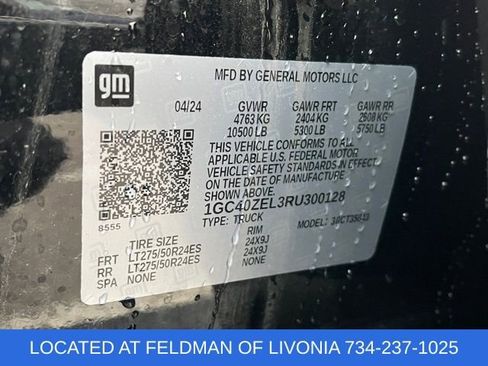 gm
MFD BY GENERAL MOTORS LLC
04/24 GVWR GAWR FRT GAWR RR
4763 KG 2404 KG 2608 KG
10500 LB 5300 LB 5750 LB
THIS VEHICLE CONFORMS TO ALL
APPLICABLE U.S. FEDERAL MOTOR
VEHICLE SAFETY STANDARDS IN EFFECT
ON THE DATE OF MANUFACTURE
SHOWN ABOVE.
1GC40ZEL3RU300128
TYPE: TRUCK MODEL:
8555
TIRE SIZE RIM
FRT LT275/50R24ES 24X9J
RR LT275/50R24ES 24X9J
SPA NONE NONE
LOCATED AT FELDMAN OF LIVONIA 734-237-1025